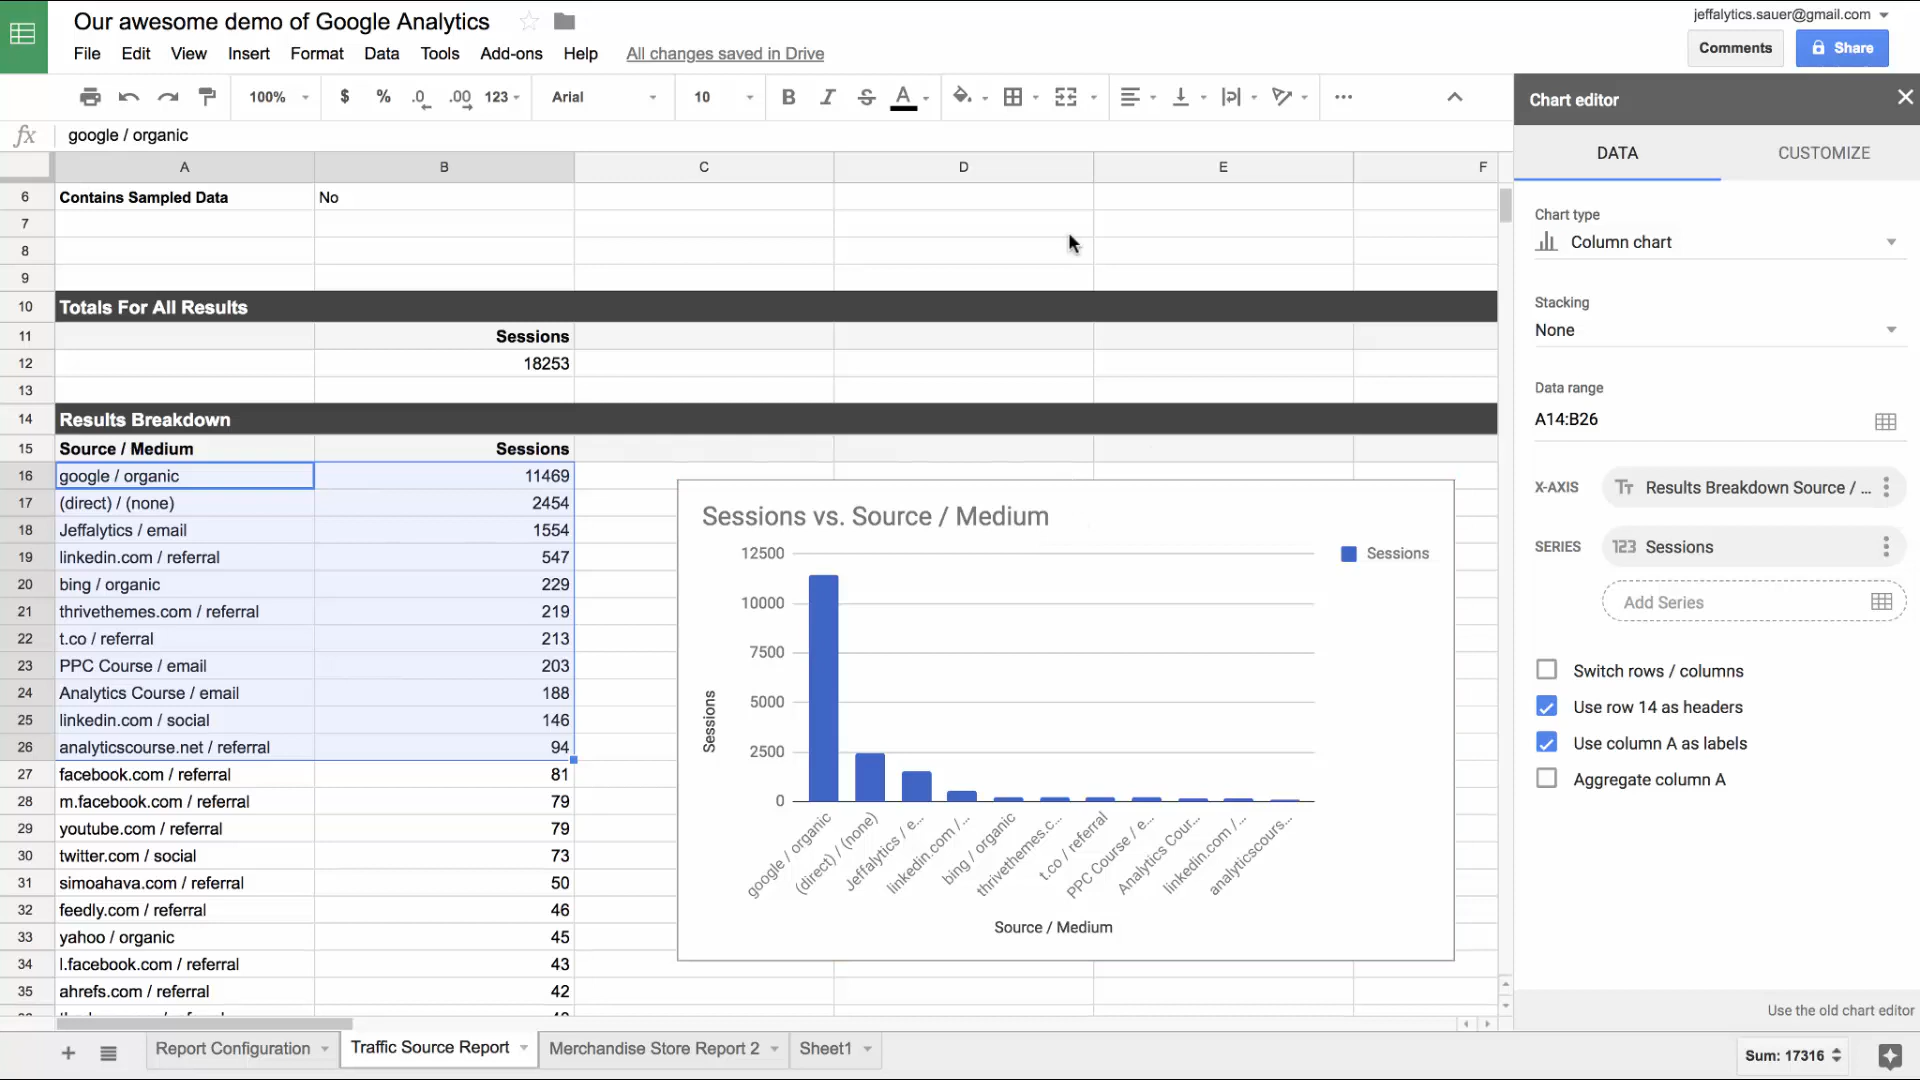 Our awesome demo of Google Analytics
jeffalytics.sauer@gmail.com
File Edit View Insert Format Data Tools Add-ons Help All changes saved in Drive
Comments Share
100% $ % .0 .00 123 Arial 10 B I S A
fx google / organic
Chart editor
DATA CUSTOMIZE
A B C D E F
6 Contains Sampled Data No
7
8
9
10 Totals For All Results
11 Sessions
12 18253
13
14 Results Breakdown
15 Source / Medium Sessions
16 google / organic 11469
17 (direct) / (none) 2454
18 Jeffalytics / email 1554
19 linkedin.com / referral 547
20 bing / organic 229
21 thrivethemes.com / referral 219
22 t.co / referral 213
23 PPC Course / email 203
24 Analytics Course / email 188
25 linkedin.com / social 146
26 analyticscourse.net / referral 94
27 facebook.com / referral 81
28 m.facebook.com / referral 79
29 youtube.com / referral 79
30 twitter.com / social 73
31 simoahava.com / referral 50
32 feedly.com / referral 46
33 yahoo / organic 45
34 l.facebook.com / referral 43
35 ahrefs.com / referral 42
Sessions vs. Source / Medium
Sessions
12500
10000
7500
5000
2500
0
Sessions
google / organic
(direct) / (none)
Jeffalytics / e...
linkedin.com /...
bing / organic
thrivethemes.c...
t.co / referral
PPC Course / e...
Analytics Cour...
linkedin.com /...
analyticscours...
Source / Medium
Chart type
Column chart
Stacking
None
Data range
A14:B26
X-AXIS Tт Results Breakdown Source / ...
SERIES 123 Sessions
Add Series
Switch rows / columns
Use row 14 as headers
Use column A as labels
Aggregate column A
Use the old chart editor
+ Report Configuration Traffic Source Report Merchandise Store Report 2 Sheet1
Sum: 17316